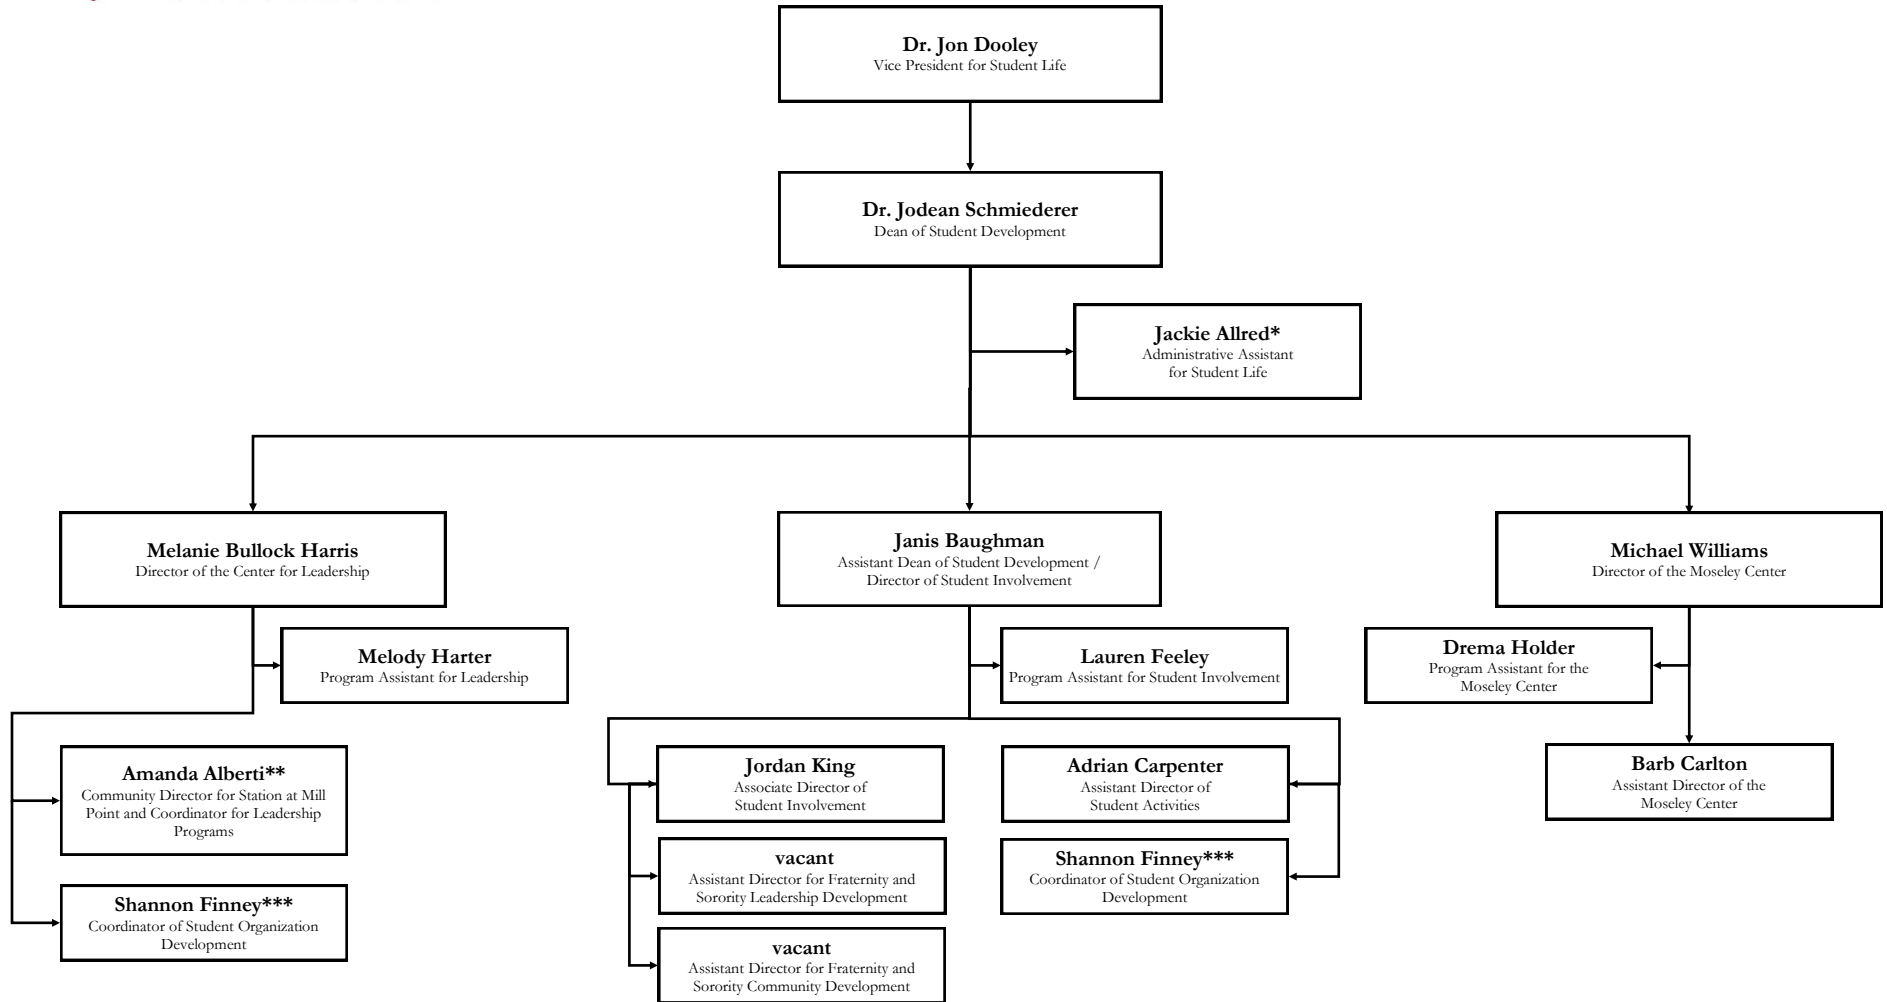 Dr. Jon Dooley
Vice President for Student Life
Dr. Jodean Schmiederer
Dean of Student Development
Jackie Allred*
Administrative Assistant
for Student Life
Melanie Bullock Harris
Director of the Center for Leadership
Janis Baughman
Assistant Dean of Student Development /
Director of Student Involvement
Michael Williams
Director of the Moseley Center
Melody Harter
Program Assistant for Leadership
Lauren Feeley
Program Assistant for Student Involvement
Drema Holder
Program Assistant for the
Moseley Center
Amanda Alberti**
Community Director for Station at Mill
Point and Coordinator for Leadership
Programs
Shannon Finney***
Coordinator of Student Organization
Development
Jordan King
Associate Director of
Student Involvement
vacant
Assistant Director for Fraternity and
Sorority Leadership Development
vacant
Assistant Director for Fraternity and
Sorority Community Development
Adrian Carpenter
Assistant Director of
Student Activities
Shannon Finney***
Coordinator of Student Organization
Development
Barb Carlton
Assistant Director of the
Moseley Center